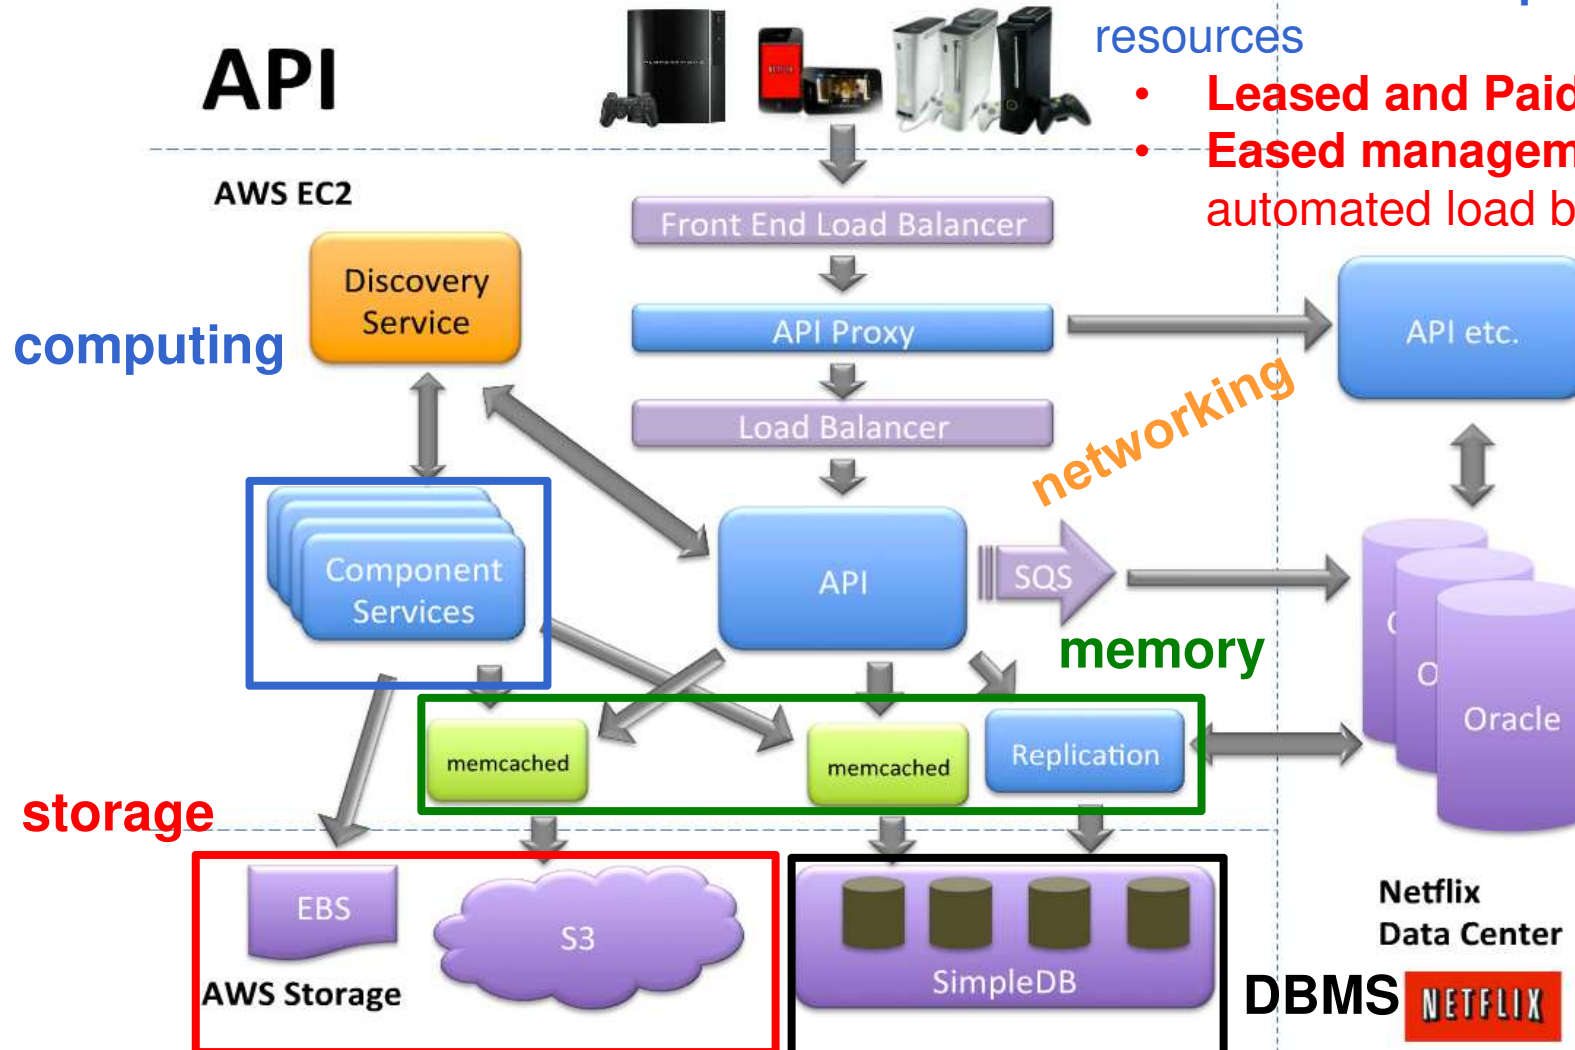 API
resources
• Leased and Paid
• Eased managem
automated load b
AWS EC2
Front End Load Balancer
Discovery
Service
API Proxy
API etc.
computing
networking
Load Balancer
Component
Services
API
SQS
memory
O
Oracle
memcached
memcached
Replication
storage
EBS
S3
AWS Storage
SimpleDB
Netflix
Data Center
DBMS
NETFLIX